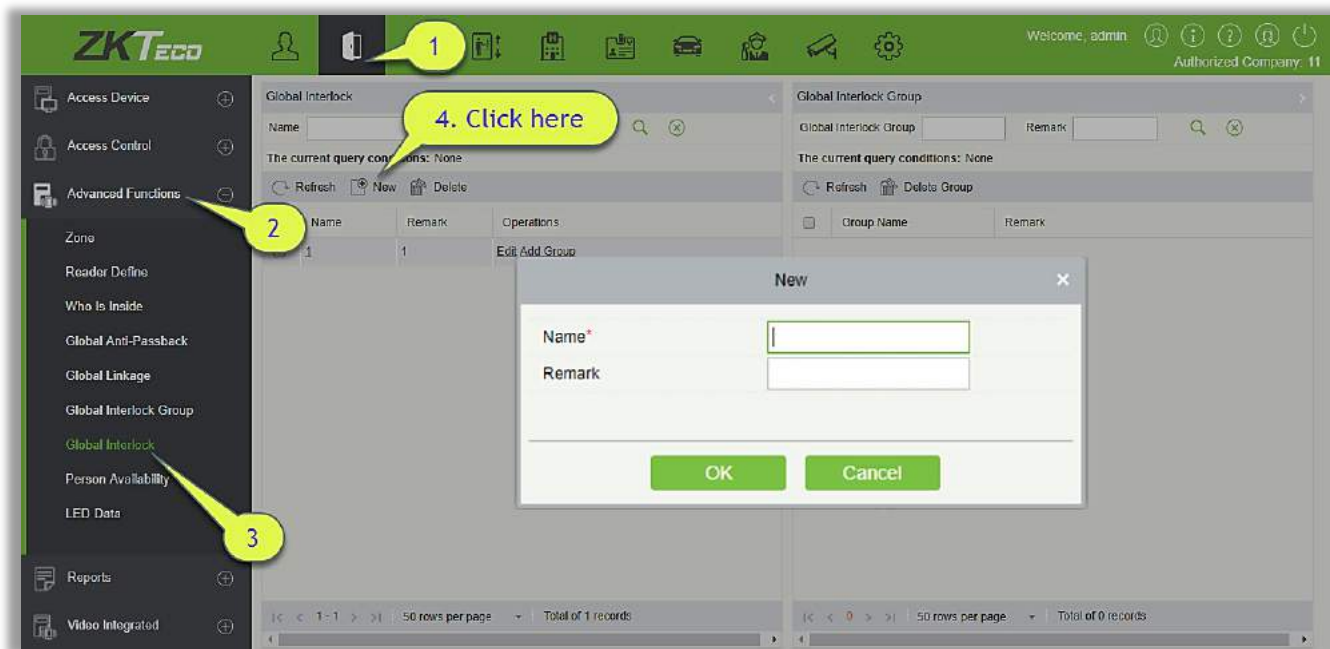 ZKTeco
1
Welcome, admin
Authorized Company: 11
Access Device
Access Control
Advanced Functions
2
Zone
Reader Define
Who Is Inside
Global Anti-Passback
Global Linkage
Global Interlock Group
Global Interlock
Person Availability
LED Data
3
Reports
Video Integrated
Global Interlock
Name
4. Click here
The current query conditions: None
Refresh New Delete
Name Remark Operations
1 1 Edit Add Group
1-1 50 rows per page Total of 1 records
Global Interlock Group
Global Interlock Group Remark
The current query conditions: None
Refresh Delete Group
Group Name Remark
0 50 rows per page Total of 0 records
New
Name*
Remark
OK Cancel